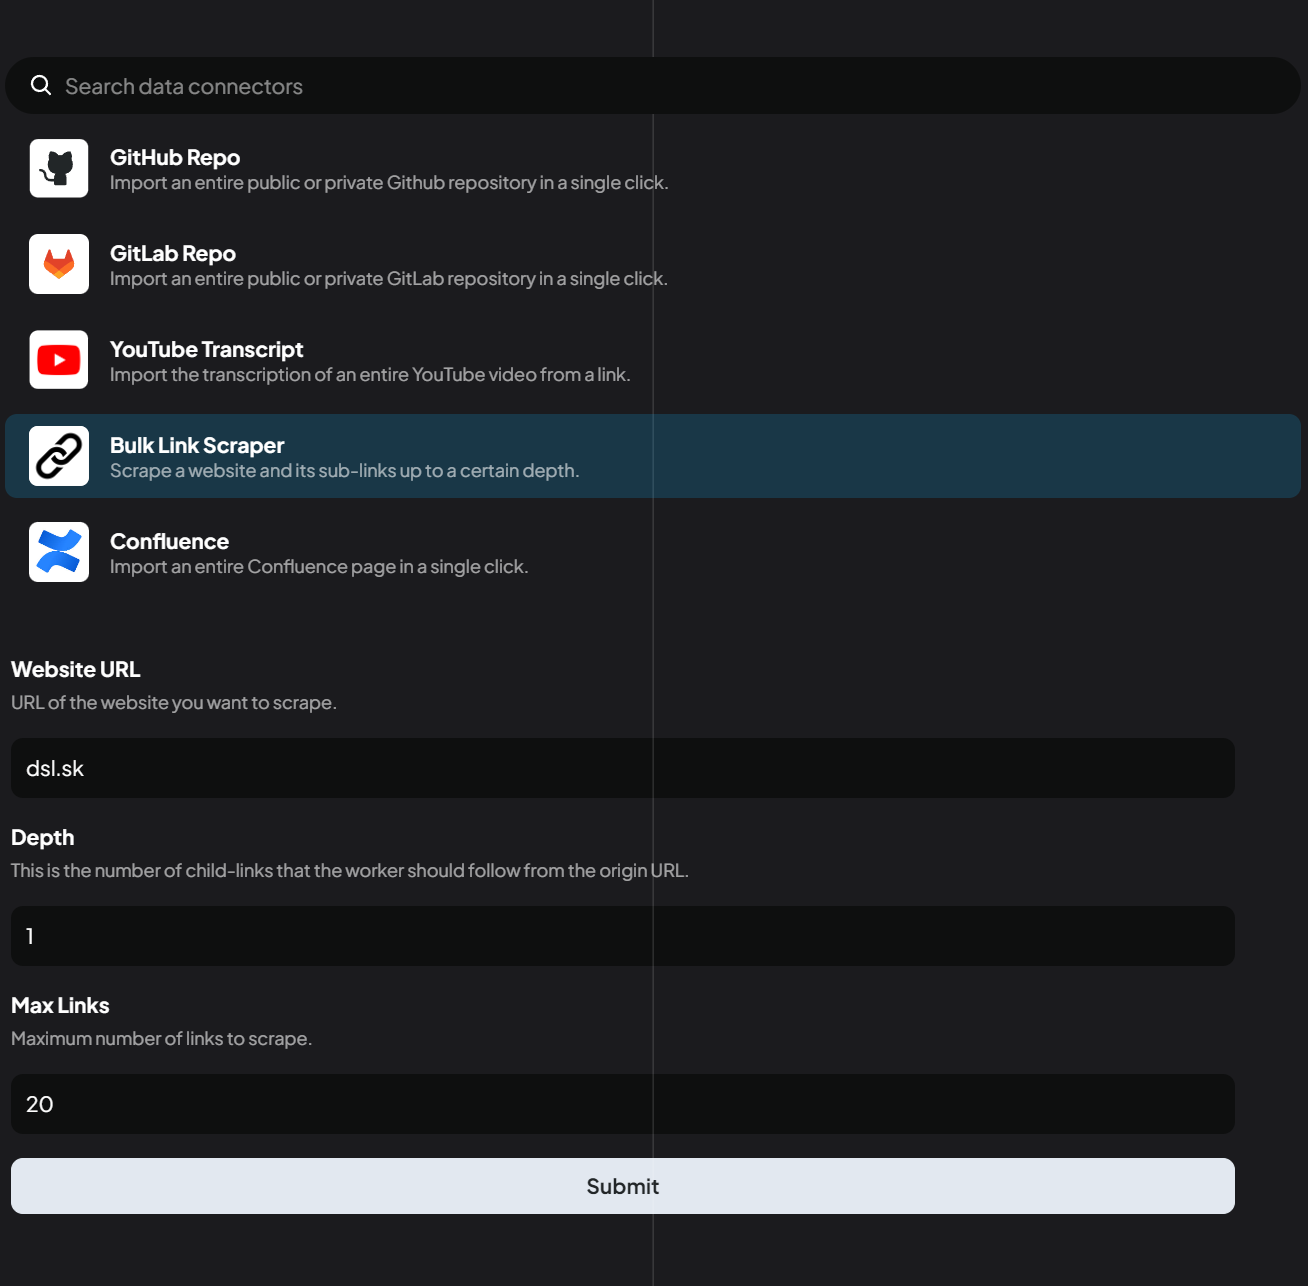 Search data connectors
GitHub Repo
Import an entire public or private Github repository in a single click.
GitLab Repo
Import an entire public or private GitLab repository in a single click.
YouTube Transcript
Import the transcription of an entire YouTube video from a link.
Bulk Link Scraper
Scrape a website and its sub-links up to a certain depth.
Confluence
Import an entire Confluence page in a single click.
Website URL
URL of the website you want to scrape.
dsl.sk
Depth
This is the number of child-links that the worker should follow from the origin URL.
1
Max Links
Maximum number of links to scrape.
20
Submit